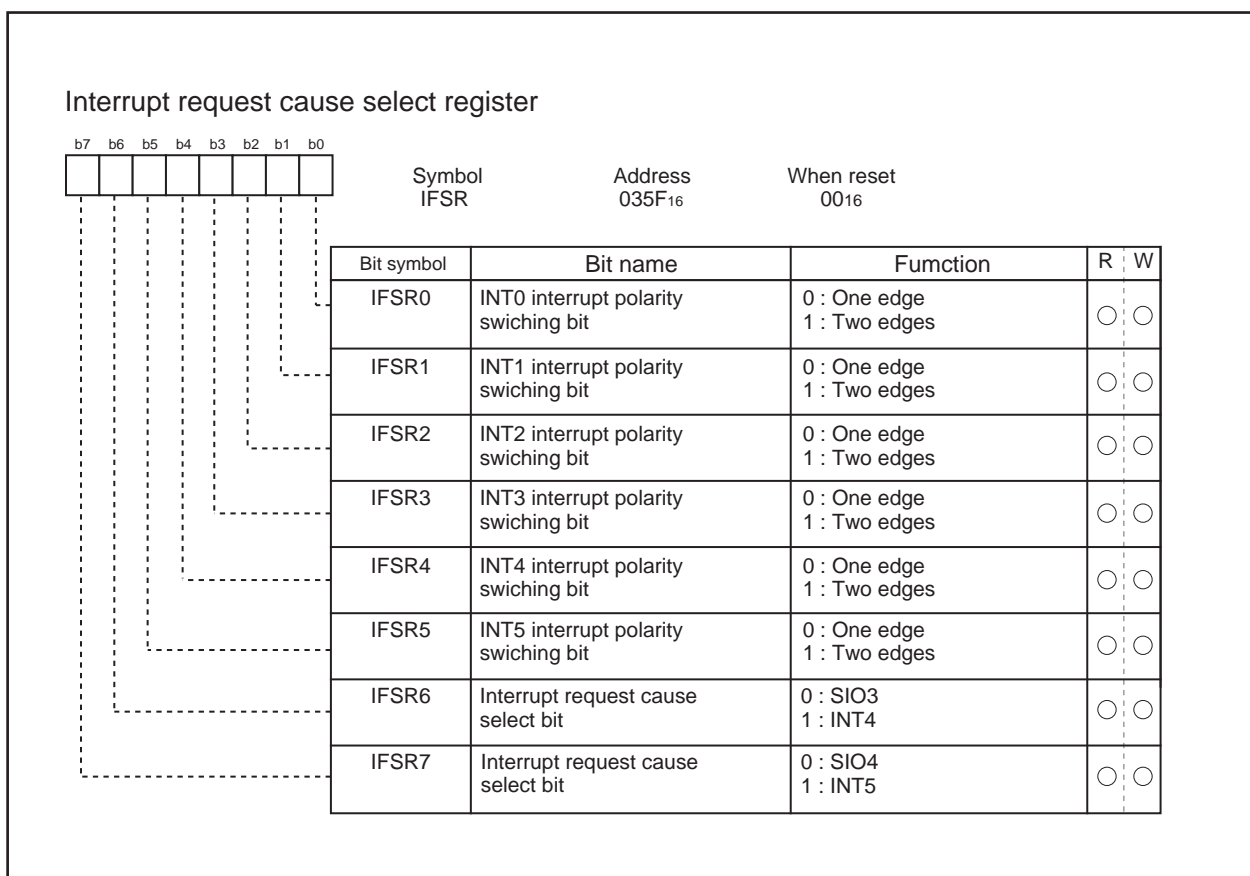 Interrupt request cause select register
b7 b6 b5 b4 b3 b2 b1 b0
Symbol Address When reset
IFSR 035F16 0016
Bit symbol Bit name Fumction R W
IFSR0 INT0 interrupt polarity 0 : One edge
swiching bit 1 : Two edges
IFSR1 INT1 interrupt polarity 0 : One edge
swiching bit 1 : Two edges
IFSR2 INT2 interrupt polarity 0 : One edge
swiching bit 1 : Two edges
IFSR3 INT3 interrupt polarity 0 : One edge
swiching bit 1 : Two edges
IFSR4 INT4 interrupt polarity 0 : One edge
swiching bit 1 : Two edges
IFSR5 INT5 interrupt polarity 0 : One edge
swiching bit 1 : Two edges
IFSR6 Interrupt request cause 0 : SIO3
select bit 1 : INT4
IFSR7 Interrupt request cause 0 : SIO4
select bit 1 : INT5